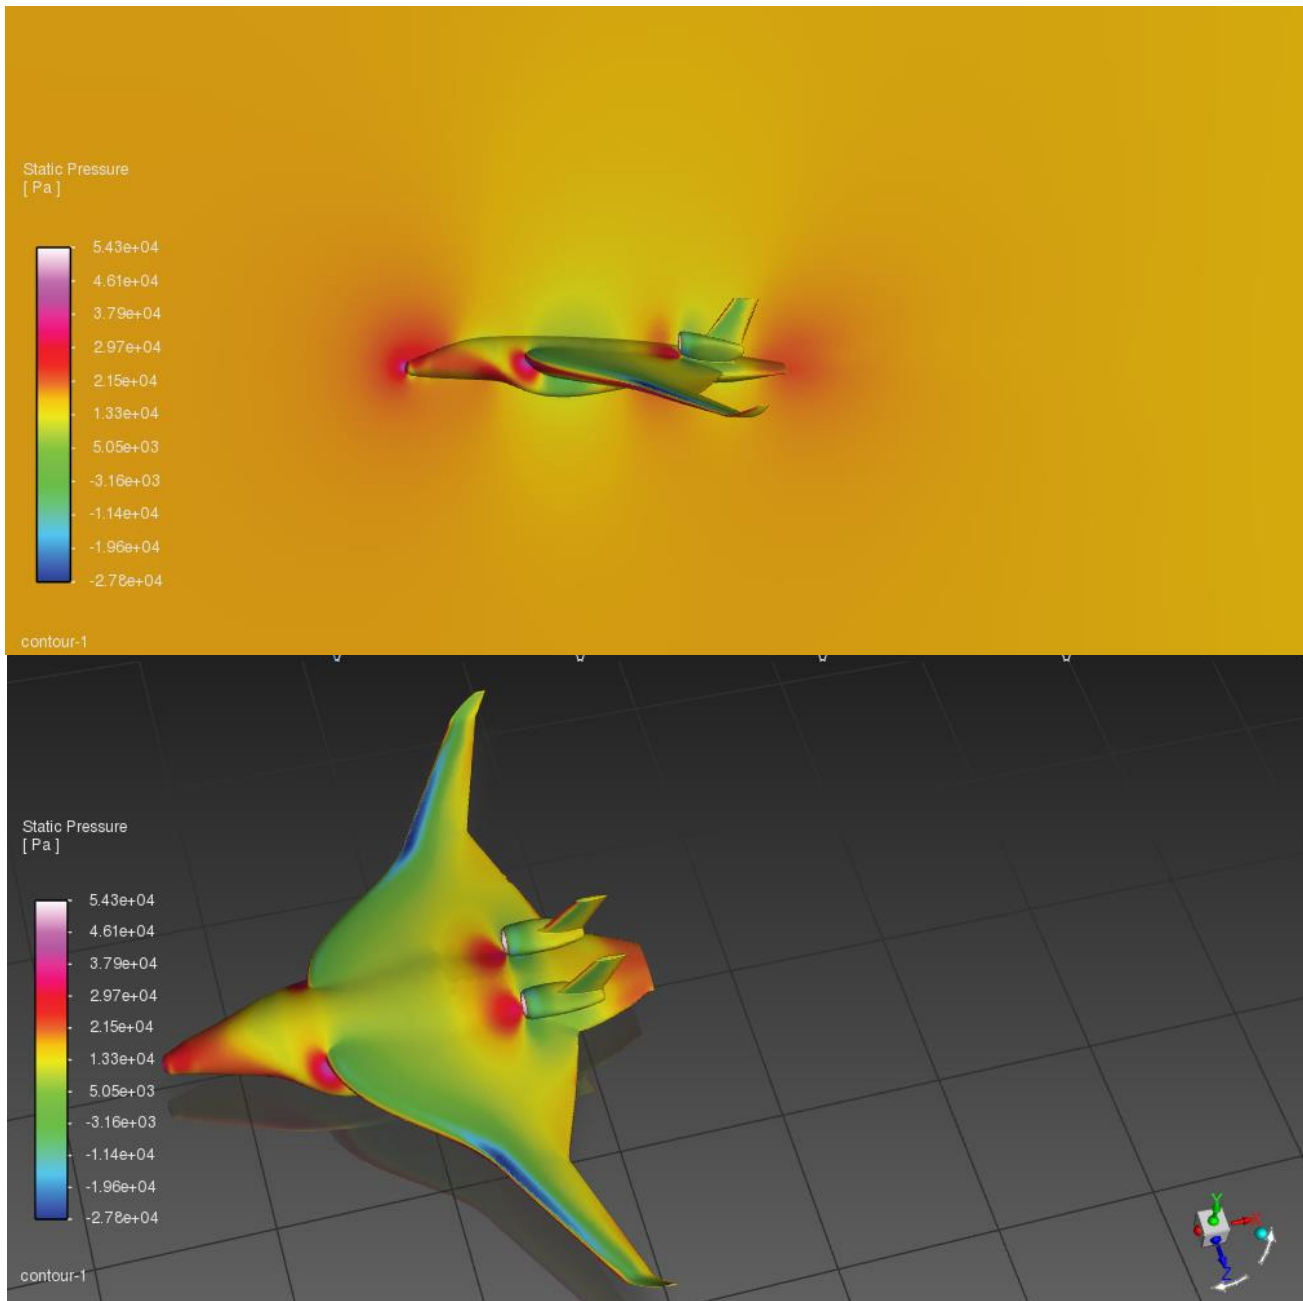 Static Pressure
[ Pa ]
5.43e+04
4.61e+04
3.79e+04
2.97e+04
2.15e+04
1.33e+04
5.05e+03
-3.16e+03
-1.14e+04
-1.96e+04
-2.78e+04
contour-1
Static Pressure
[ Pa ]
5.43e+04
4.61e+04
3.79e+04
2.97e+04
2.15e+04
1.33e+04
5.05e+03
-3.16e+03
-1.14e+04
-1.96e+04
-2.78e+04
Y
X
Z
contour-1